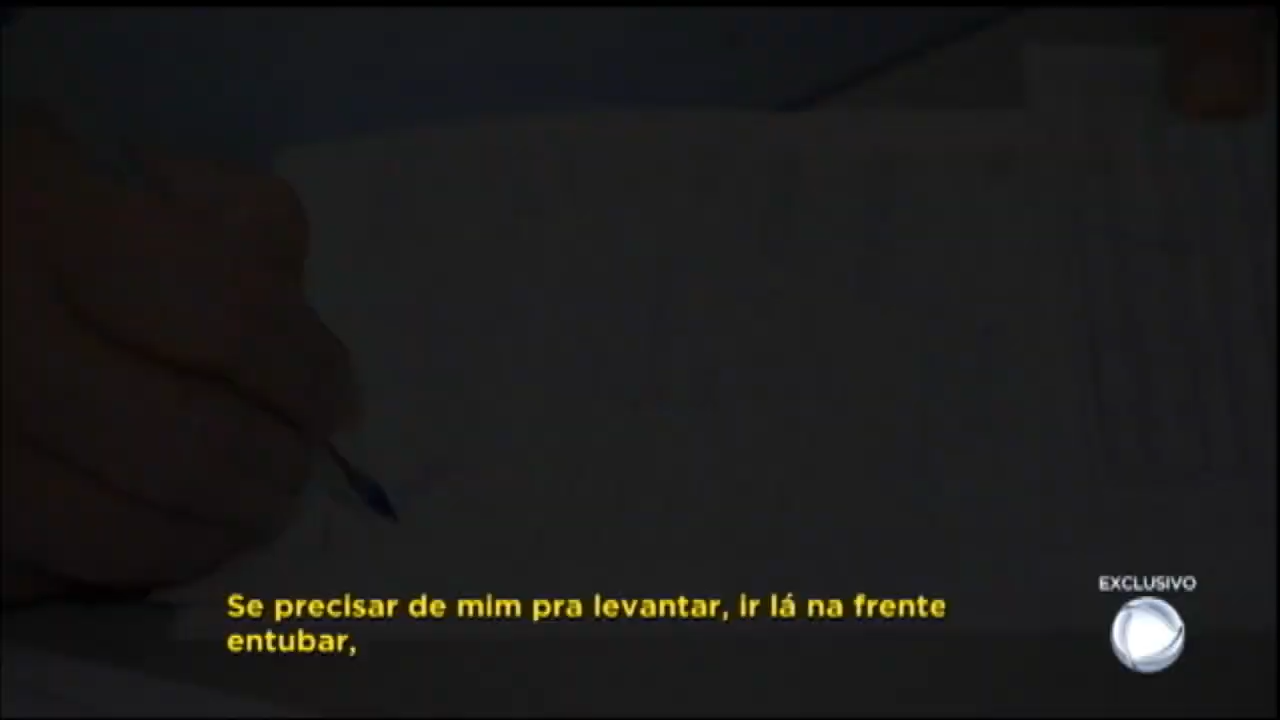 Se precisar de mim pra levantar, ir lá na frente
entubar,
EXCLUSIVO